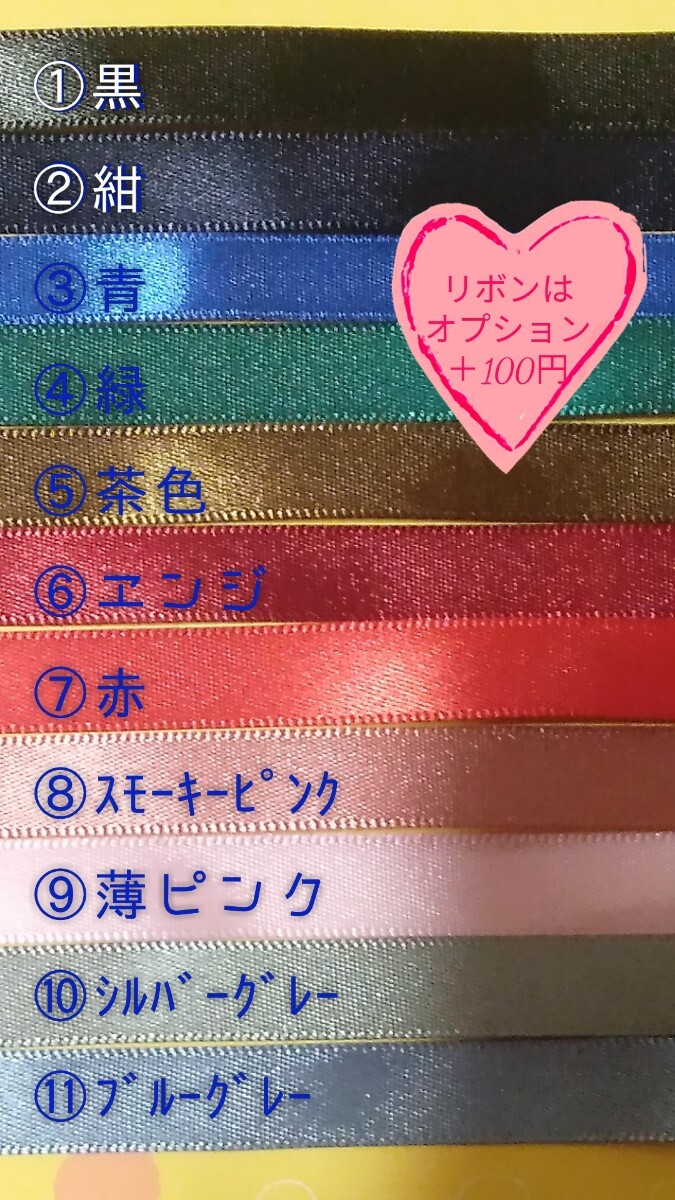 ①黒
②紺
③青
リボンは
オプション
＋100円
④緑
⑤茶色
⑥エンジ
⑦赤
⑧ｽﾓｰｷｰﾋﾟﾝｸ
⑨薄ピンク
⑩ｼﾙﾊﾞｰｸﾞﾚｰ
⑪ﾌﾞﾙｰｸﾞﾚｰ